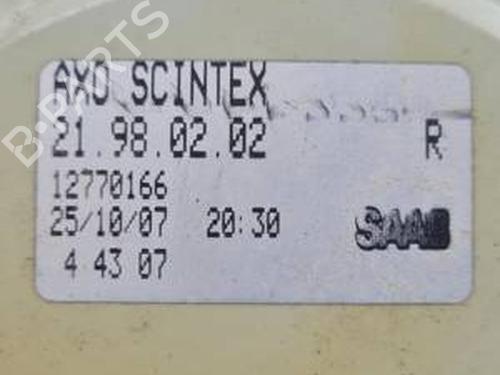 B-PARTS
AXO SCINTEX
21.98.02.02 R
12770166
25/10/07 20:30 SAAB
4 43 07